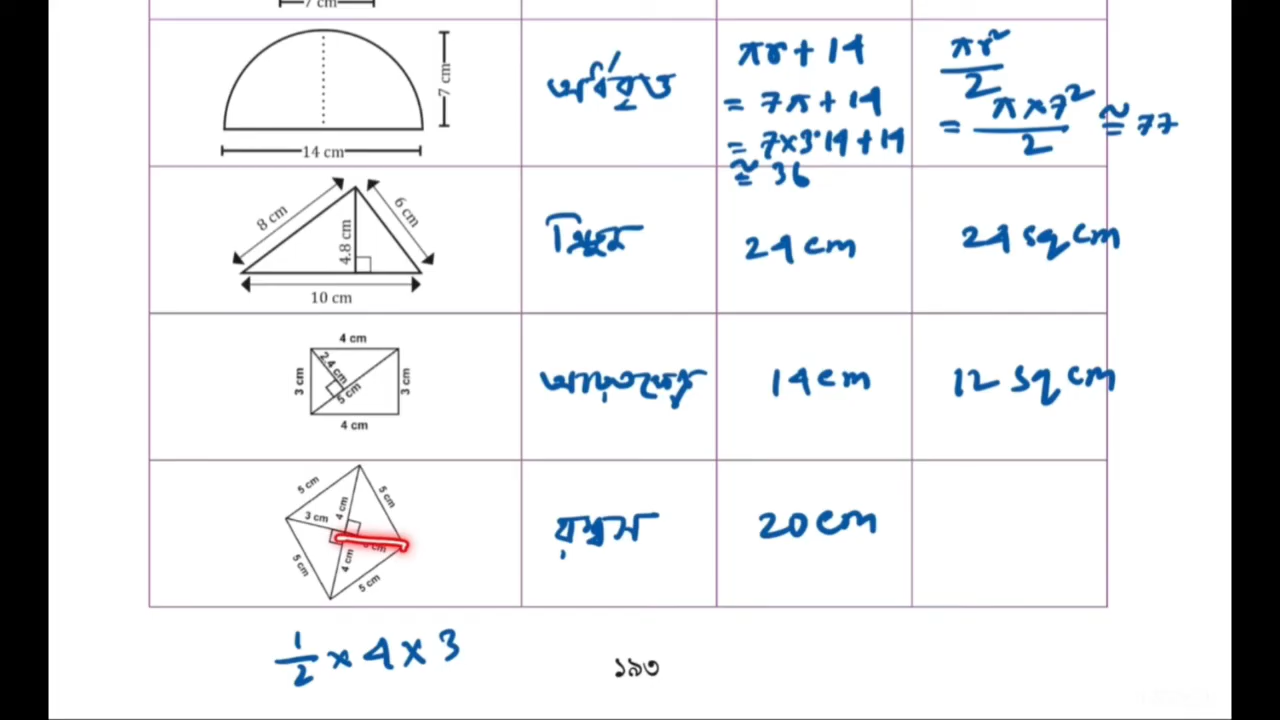 7 cm
7 cm
14 cm
অর্ধবৃত্ত
πr + 14
= 7π + 14
= 7×3·14 + 14
≅ 36
πr²/2
= π×7²/2 ≅ 77
8 cm
6 cm
4.8 cm
10 cm
ত্রিভুজ
24 cm
24 sq cm
4 cm
3 cm
2.4 cm
5 cm
3 cm
4 cm
আয়তক্ষেত্র
14 cm
12 sq cm
5 cm
5 cm
3 cm
4 cm
cm
4 cm
5 cm
5 cm
রম্বস
20 cm
1/2 × 4 × 3
১৯৩